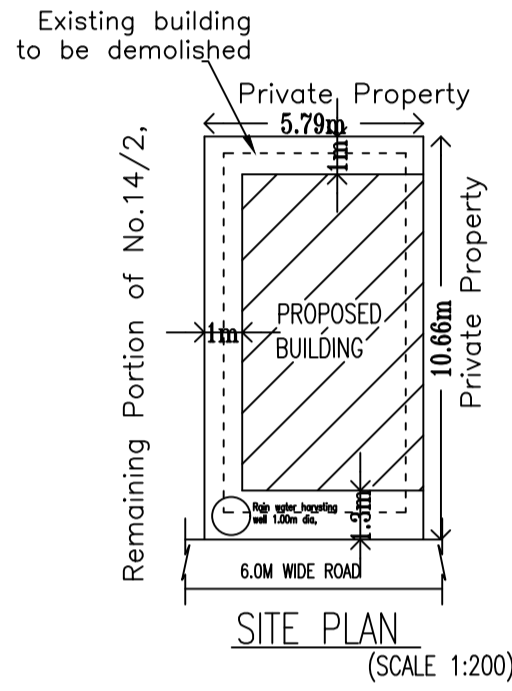 Existing building
to be demolished
Private Property
5.79m
1m
Remaining Portion of No.14/2,
PROPOSED
BUILDING
1m
10.66m
Private Property
Rain water harvsting
well 1.00m dia,
1.3m
6.0M WIDE ROAD
SITE PLAN
(SCALE 1:200)